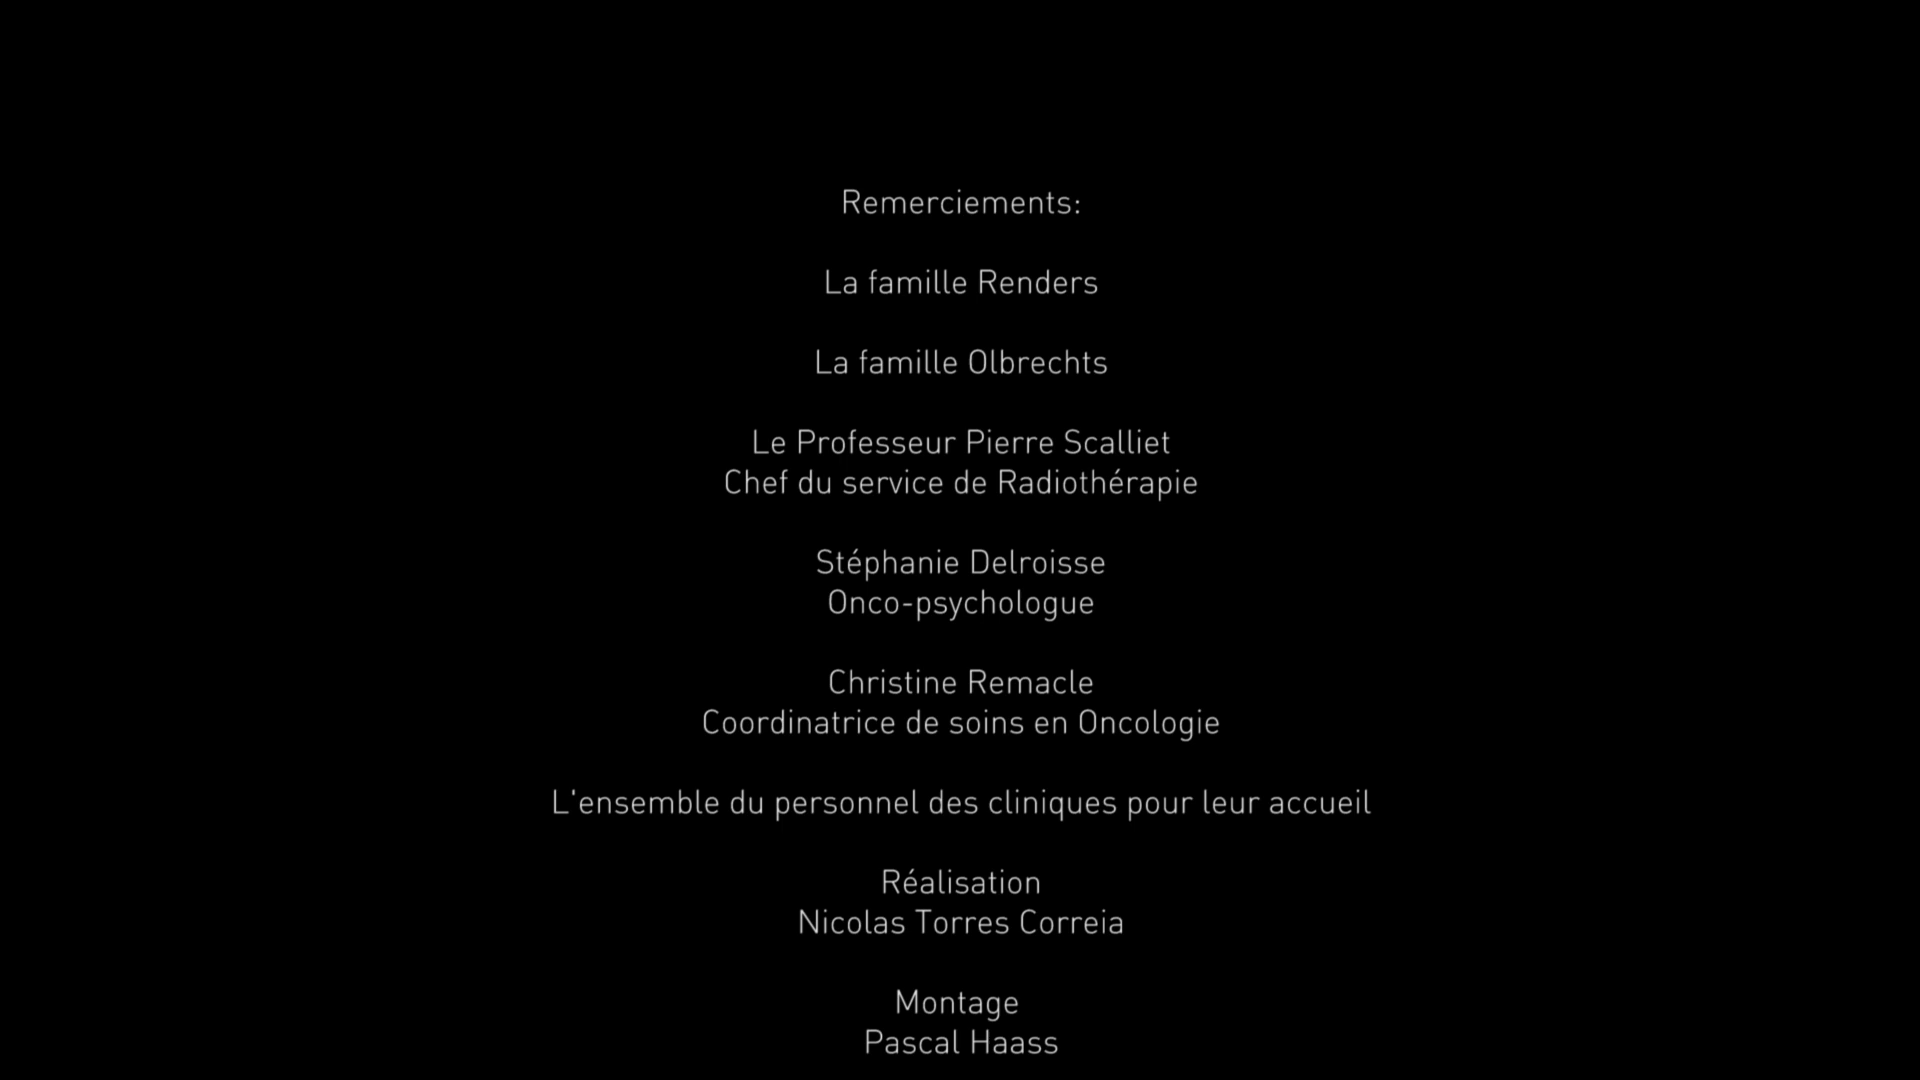 Remerciements:
La famille Renders
La famille Olbrechts
Le Professeur Pierre Scalliet
Chef du service de Radiothérapie
Stéphanie Delroisse
Onco-psychologue
Christine Remacle
Coordinatrice de soins en Oncologie
L'ensemble du personnel des cliniques pour leur accueil
Réalisation
Nicolas Torres Correia
Montage
Pascal Haass